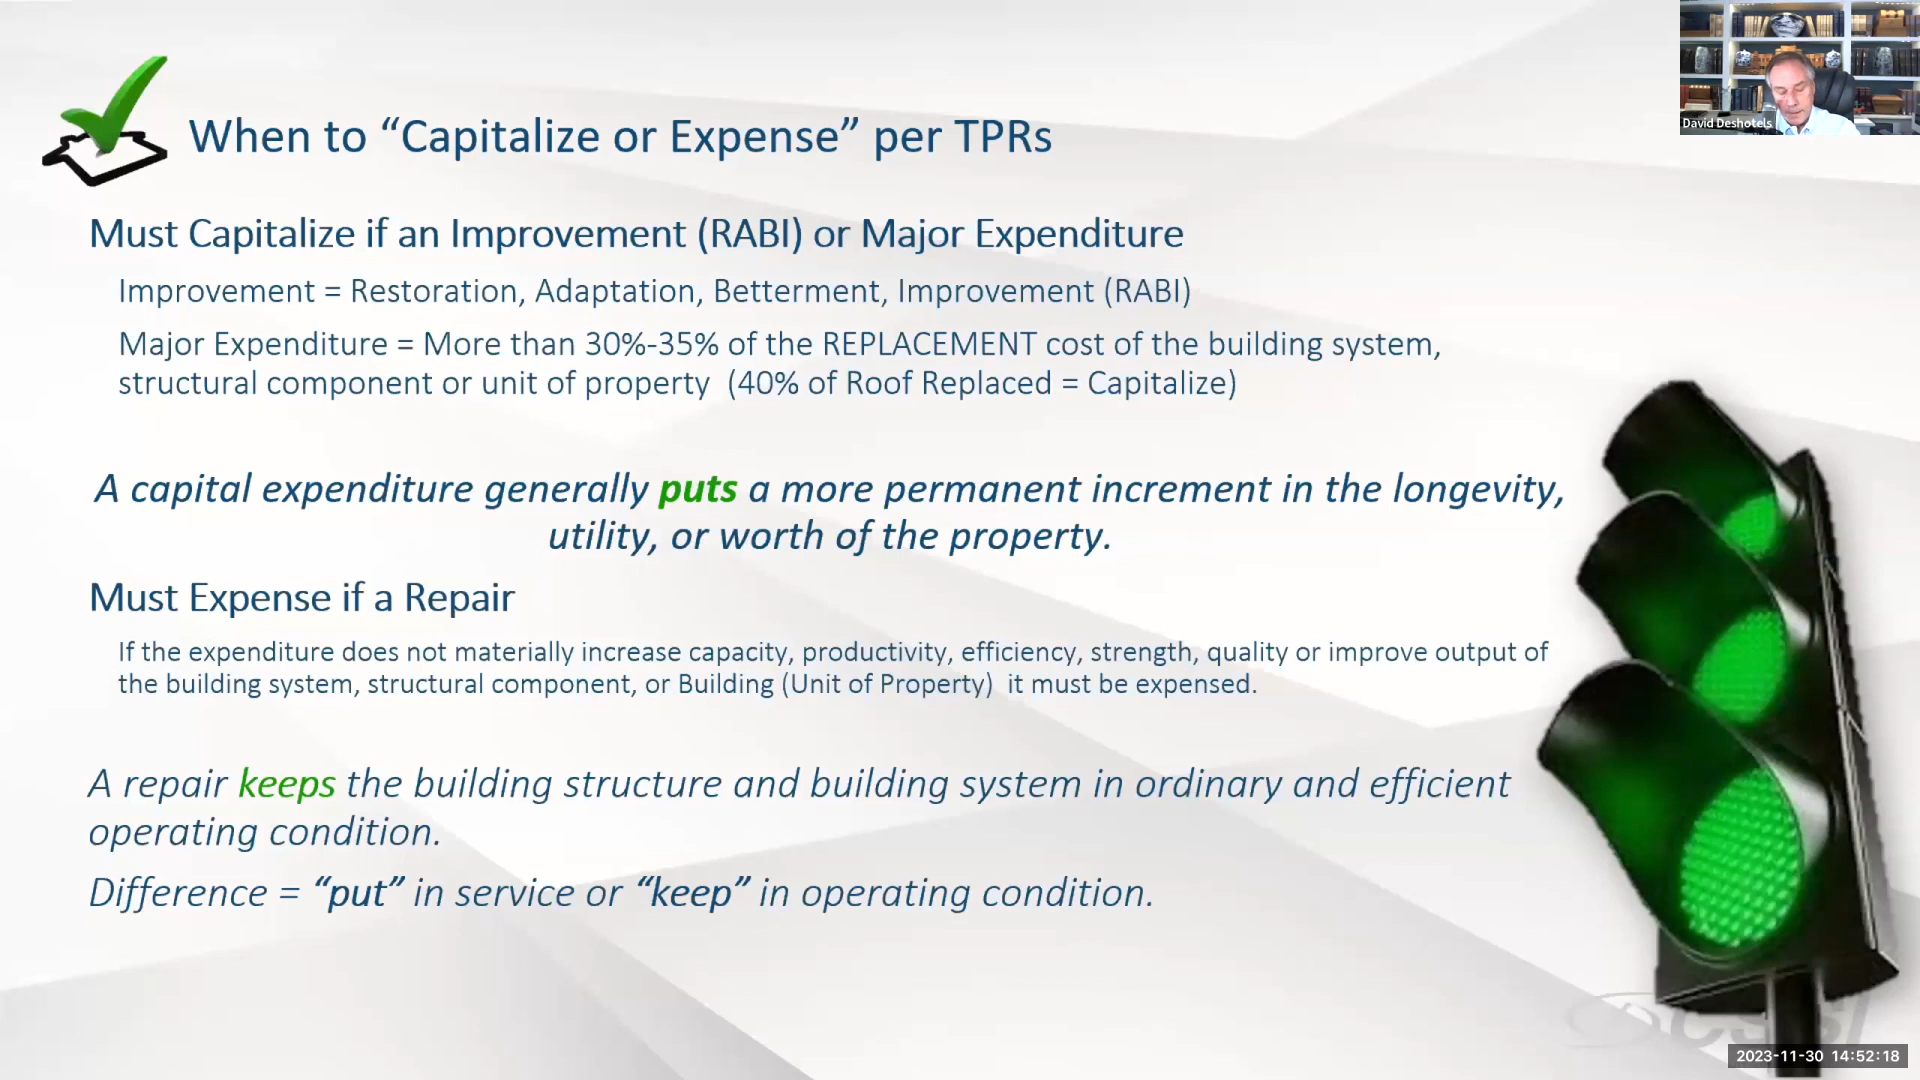 David Deshotels
When to “Capitalize or Expense” per TPRs
Must Capitalize if an Improvement (RABI) or Major Expenditure
Improvement = Restoration, Adaptation, Betterment, Improvement (RABI)
Major Expenditure = More than 30%-35% of the REPLACEMENT cost of the building system,
structural component or unit of property (40% of Roof Replaced = Capitalize)
A capital expenditure generally puts a more permanent increment in the longevity,
utility, or worth of the property.
Must Expense if a Repair
If the expenditure does not materially increase capacity, productivity, efficiency, strength, quality or improve output of
the building system, structural component, or Building (Unit of Property) it must be expensed.
A repair keeps the building structure and building system in ordinary and efficient
operating condition.
Difference = “put” in service or “keep” in operating condition.
2023-11-30 14:52:18